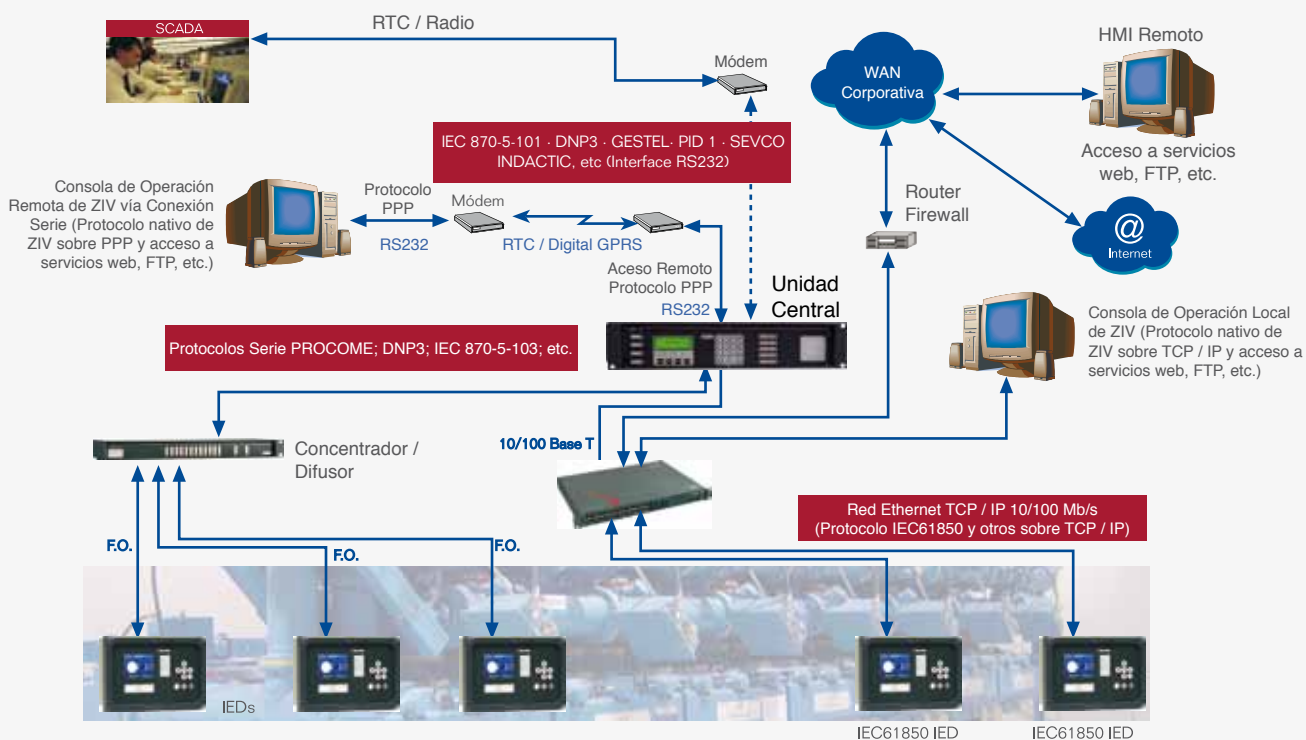 SCADA
RTC / Radio
Módem
WAN
Corporativa
HMI Remoto
Acceso a servicios
web, FTP, etc.
IEC 870-5-101 · DNP3 · GESTEL· PID 1 · SEVCO
INDACTIC, etc (Interface RS232)
Consola de Operación
Remota de ZIV vía Conexión
Serie (Protocolo nativo de
ZIV sobre PPP y acceso a
servicios web, FTP, etc.)
Protocolo
PPP
RS232
Módem
RTC / Digital GPRS
Router
Firewall
@
Internet
Aceso Remoto
Protocolo PPP
RS232
Unidad
Central
Consola de Operación Local
de ZIV (Protocolo nativo de
ZIV sobre TCP / IP y acceso a
servicios web, FTP, etc.)
Protocolos Serie PROCOME; DNP3; IEC 870-5-103; etc.
Concentrador /
Difusor
10/100 Base T
Red Ethernet TCP / IP 10/100 Mb/s
(Protocolo IEC61850 y otros sobre TCP / IP)
F.O.
F.O.
F.O.
IEDs
IEC61850 IED
IEC61850 IED